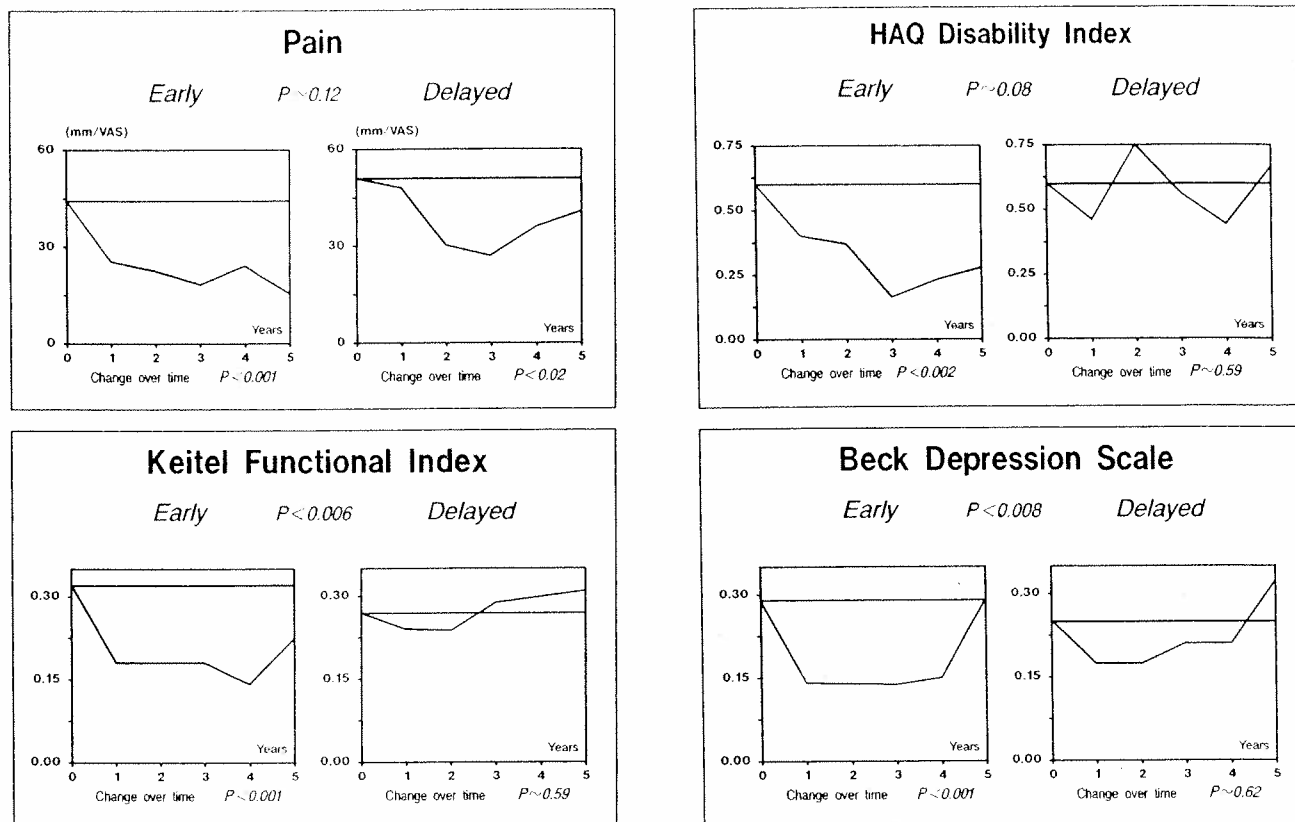 Pain
Early P~0.12 Delayed
(mm/VAS) (mm/VAS)
60 60
30 30
0 0
Years Years
0 1 2 3 4 5 0 1 2 3 4 5
Change over time P<0.001 Change over time P<0.02
HAQ Disability Index
Early P~0.08 Delayed
0.75 0.75
0.50 0.50
0.25 0.25
0.00 0.00
Years Years
0 1 2 3 4 5 0 1 2 3 4 5
Change over time P<0.002 Change over time P~0.59
Keitel Functional Index
Early P<0.006 Delayed
0.30 0.30
0.15 0.15
0.00 0.00
Years Years
0 1 2 3 4 5 0 1 2 3 4 5
Change over time P<0.001 Change over time P~0.59
Beck Depression Scale
Early P<0.008 Delayed
0.30 0.30
0.15 0.15
0.00 0.00
Years Years
0 1 2 3 4 5 0 1 2 3 4 5
Change over time P<0.001 Change over time P~0.62